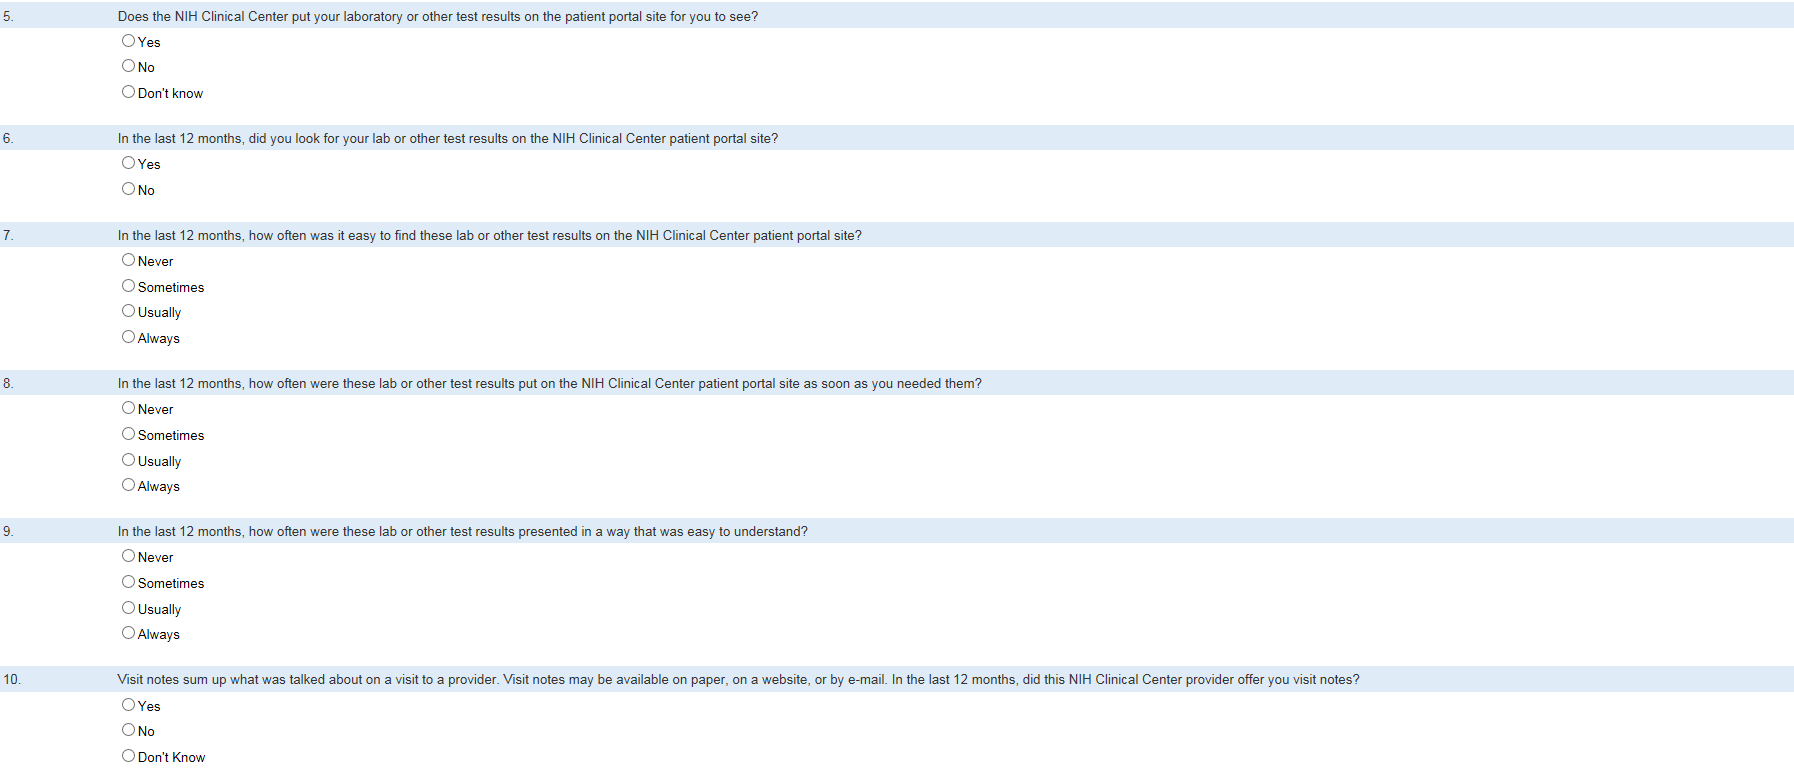 5. Does the NIH Clinical Center put your laboratory or other test results on the patient portal site for you to see?
Yes
No
Don't know
6. In the last 12 months, did you look for your lab or other test results on the NIH Clinical Center patient portal site?
Yes
No
7. In the last 12 months, how often was it easy to find these lab or other test results on the NIH Clinical Center patient portal site?
Never
Sometimes
Usually
Always
8. In the last 12 months, how often were these lab or other test results put on the NIH Clinical Center patient portal site as soon as you needed them?
Never
Sometimes
Usually
Always
9. In the last 12 months, how often were these lab or other test results presented in a way that was easy to understand?
Never
Sometimes
Usually
Always
10. Visit notes sum up what was talked about on a visit to a provider. Visit notes may be available on paper, on a website, or by e-mail. In the last 12 months, did this NIH Clinical Center provider offer you visit notes?
Yes
No
Don't Know